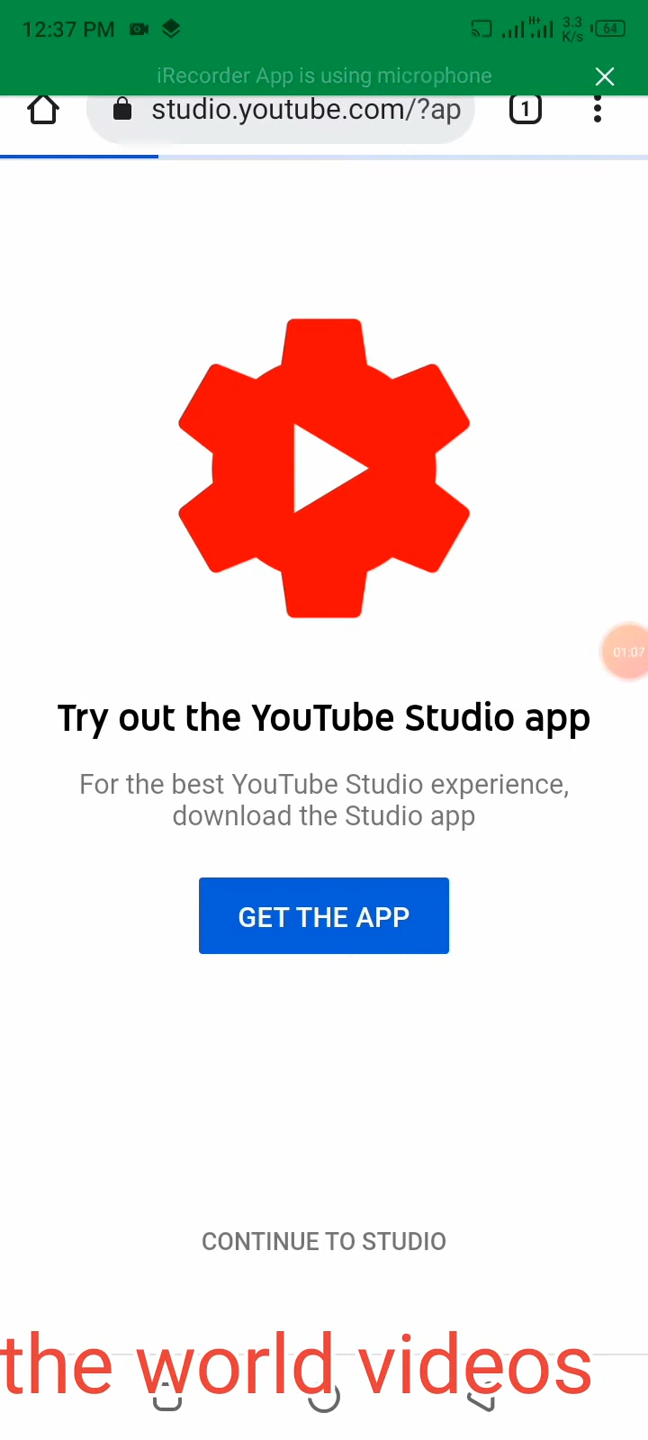 12:37 PM
H+
3.3
K/s
64
iRecorder App is using microphone
studio.youtube.com/?ap
1
01:07
Try out the YouTube Studio app
For the best YouTube Studio experience,
download the Studio app
GET THE APP
CONTINUE TO STUDIO
the world videos